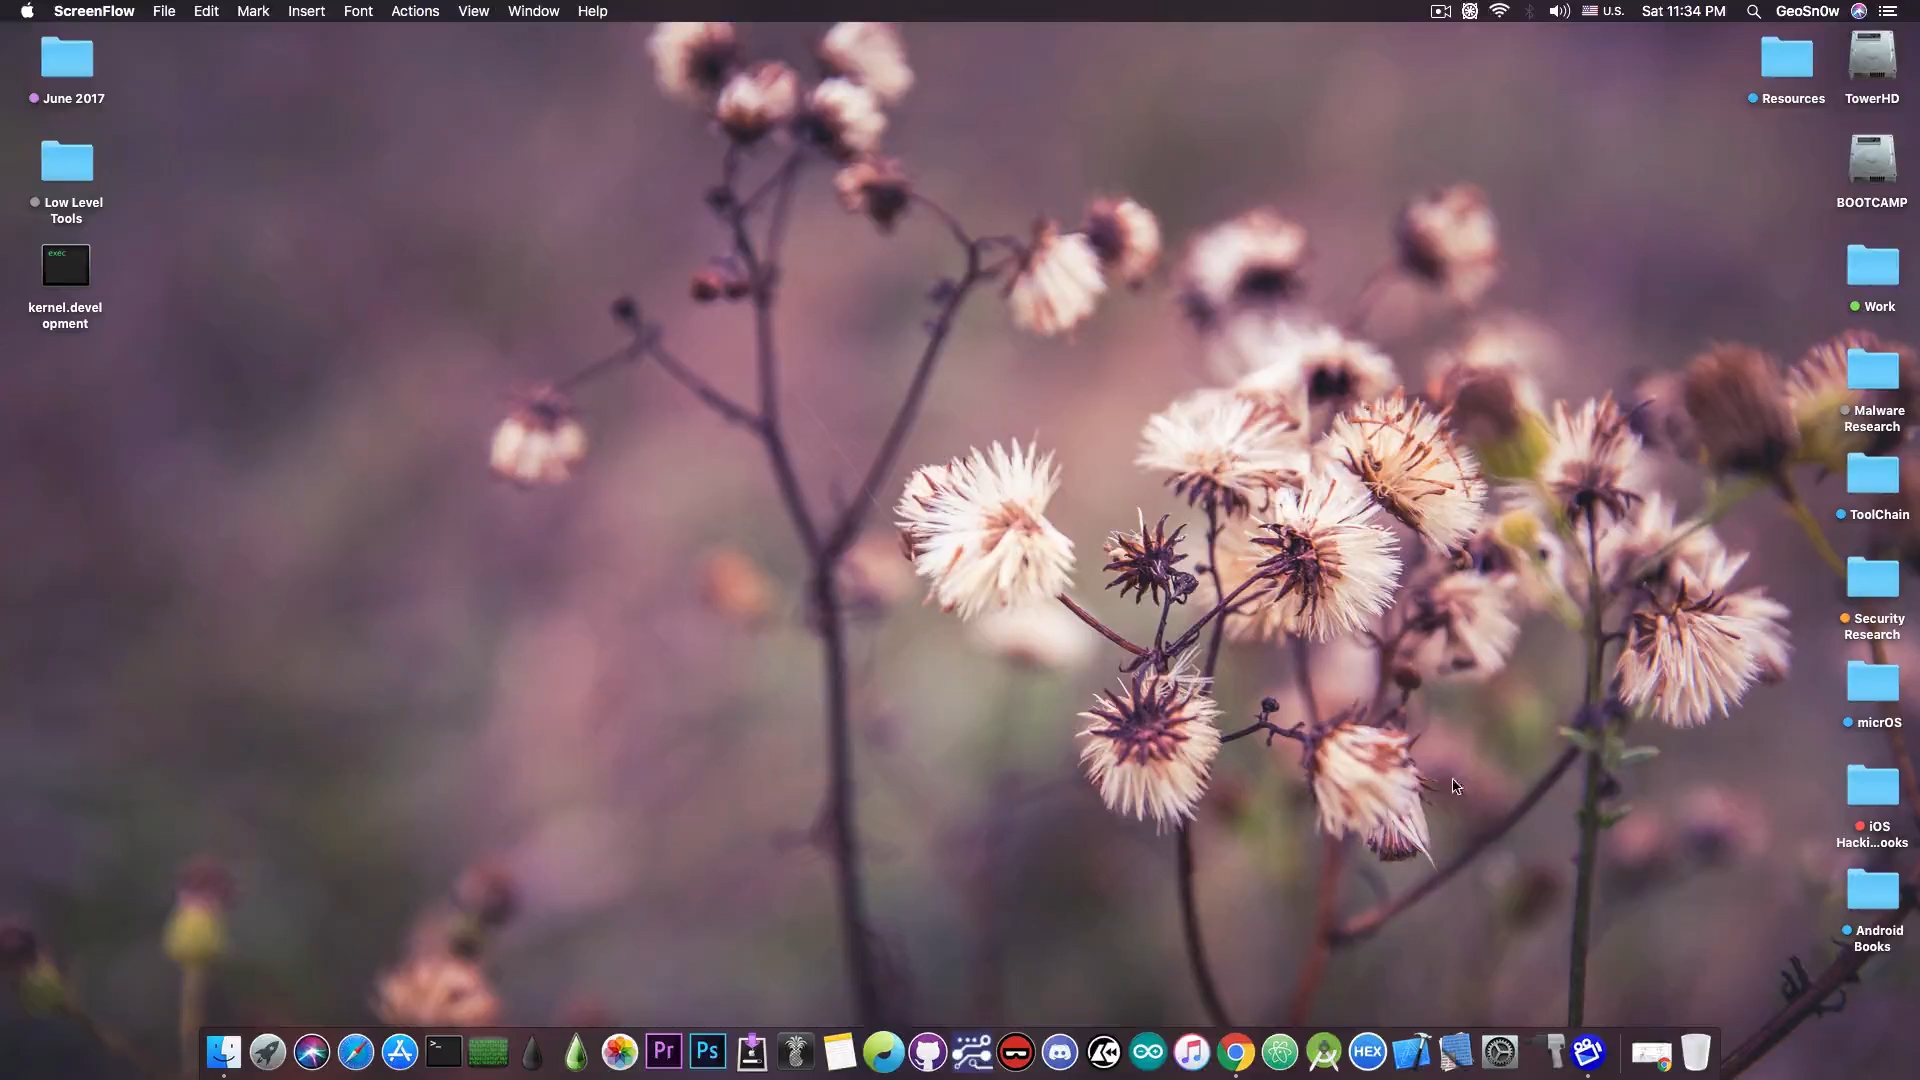 ScreenFlow File Edit Mark Insert Font Actions View Window Help U.S. Sat 11:34 PM GeoSn0w
June 2017
Low Level
Tools
exec
kernel.devel
opment
Resources
TowerHD
BOOTCAMP
Work
Malware
Research
ToolChain
Security
Research
micrOS
iOS
Hacki...ooks
Android
Books
>_
Pr
Ps
HEX